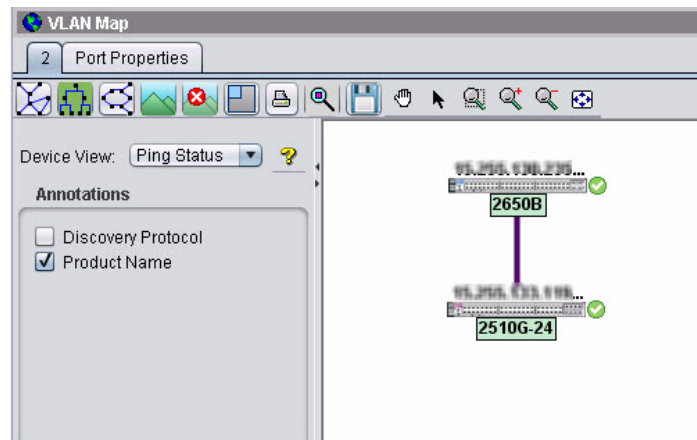 VLAN Map
2
Port Properties
Device View:
Ping Status
?
Annotations
Discovery Protocol
Product Name
2650B
2510G-24